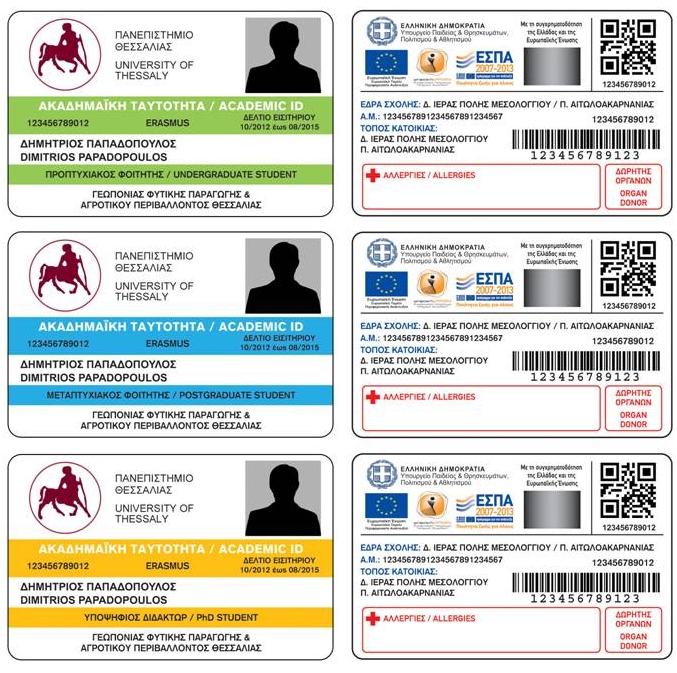 ΠΑΝΕΠΙΣΤΗΜΙΟ
ΘΕΣΣΑΛΙΑΣ
UNIVERSITY OF
THESSALY
ΑΚΑΔΗΜΑΪΚΗ ΤΑΥΤΟΤΗΤΑ / ACADEMIC ID
123456789012 ERASMUS ΔΕΛΤΙΟ ΕΙΣΙΤΗΡΙΟΥ
10/2012 έως 08/2015
ΔΗΜΗΤΡΙΟΣ ΠΑΠΑΔΟΠΟΥΛΟΣ
DIMITRIOS PAPADOPOULOS
ΠΡΟΠΤΥΧΙΑΚΟΣ ΦΟΙΤΗΤΗΣ / UNDERGRADUATE STUDENT
ΓΕΩΠΟΝΙΑΣ ΦΥΤΙΚΗΣ ΠΑΡΑΓΩΓΗΣ &
ΑΓΡΟΤΙΚΟΥ ΠΕΡΙΒΑΛΛΟΝΤΟΣ ΘΕΣΣΑΛΙΑΣ
ΕΛΛΗΝΙΚΗ ΔΗΜΟΚΡΑΤΙΑ
Υπουργείο Παιδείας & Θρησκευμάτων,
Πολιτισμού & Αθλητισμού
ΕΣΠΑ
2007-2013
Με τη συγχρηματοδότηση
της Ελλάδας και της
Ευρωπαϊκής Ένωσης
123456789012
ΕΔΡΑ ΣΧΟΛΗΣ: Δ. ΙΕΡΑΣ ΠΟΛΗΣ ΜΕΣΟΛΟΓΓΙΟΥ / Π. ΑΙΤΩΛΟΑΚΑΡΝΑΝΙΑΣ
Α.Μ.: 1234567891234567891234567 123456789012
ΤΟΠΟΣ ΚΑΤΟΙΚΙΑΣ:
Δ. ΙΕΡΑΣ ΠΟΛΗΣ ΜΕΣΟΛΟΓΓΙΟΥ
Π. ΑΙΤΩΛΟΑΚΑΡΝΑΝΙΑΣ
123456789123
ΑΛΛΕΡΓΙΕΣ / ALLERGIES
ΔΩΡΗΤΗΣ
ΟΡΓΑΝΩΝ
ORGAN
DONOR
ΠΑΝΕΠΙΣΤΗΜΙΟ
ΘΕΣΣΑΛΙΑΣ
UNIVERSITY OF
THESSALY
ΑΚΑΔΗΜΑΪΚΗ ΤΑΥΤΟΤΗΤΑ / ACADEMIC ID
123456789012 ERASMUS ΔΕΛΤΙΟ ΕΙΣΙΤΗΡΙΟΥ
10/2012 έως 08/2015
ΔΗΜΗΤΡΙΟΣ ΠΑΠΑΔΟΠΟΥΛΟΣ
DIMITRIOS PAPADOPOULOS
ΜΕΤΑΠΤΥΧΙΑΚΟΣ ΦΟΙΤΗΤΗΣ / POSTGRADUATE STUDENT
ΓΕΩΠΟΝΙΑΣ ΦΥΤΙΚΗΣ ΠΑΡΑΓΩΓΗΣ &
ΑΓΡΟΤΙΚΟΥ ΠΕΡΙΒΑΛΛΟΝΤΟΣ ΘΕΣΣΑΛΙΑΣ
ΕΛΛΗΝΙΚΗ ΔΗΜΟΚΡΑΤΙΑ
Υπουργείο Παιδείας & Θρησκευμάτων,
Πολιτισμού & Αθλητισμού
ΕΣΠΑ
2007-2013
Με τη συγχρηματοδότηση
της Ελλάδας και της
Ευρωπαϊκής Ένωσης
123456789012
ΕΔΡΑ ΣΧΟΛΗΣ: Δ. ΙΕΡΑΣ ΠΟΛΗΣ ΜΕΣΟΛΟΓΓΙΟΥ / Π. ΑΙΤΩΛΟΑΚΑΡΝΑΝΙΑΣ
Α.Μ.: 1234567891234567891234567 123456789012
ΤΟΠΟΣ ΚΑΤΟΙΚΙΑΣ:
Δ. ΙΕΡΑΣ ΠΟΛΗΣ ΜΕΣΟΛΟΓΓΙΟΥ
Π. ΑΙΤΩΛΟΑΚΑΡΝΑΝΙΑΣ
123456789123
ΑΛΛΕΡΓΙΕΣ / ALLERGIES
ΔΩΡΗΤΗΣ
ΟΡΓΑΝΩΝ
ORGAN
DONOR
ΠΑΝΕΠΙΣΤΗΜΙΟ
ΘΕΣΣΑΛΙΑΣ
UNIVERSITY OF
THESSALY
ΑΚΑΔΗΜΑΪΚΗ ΤΑΥΤΟΤΗΤΑ / ACADEMIC ID
123456789012 ERASMUS ΔΕΛΤΙΟ ΕΙΣΙΤΗΡΙΟΥ
10/2012 έως 08/2015
ΔΗΜΗΤΡΙΟΣ ΠΑΠΑΔΟΠΟΥΛΟΣ
DIMITRIOS PAPADOPOULOS
ΥΠΟΨΗΦΙΟΣ ΔΙΔΑΚΤΩΡ / PhD STUDENT
ΓΕΩΠΟΝΙΑΣ ΦΥΤΙΚΗΣ ΠΑΡΑΓΩΓΗΣ &
ΑΓΡΟΤΙΚΟΥ ΠΕΡΙΒΑΛΛΟΝΤΟΣ ΘΕΣΣΑΛΙΑΣ
ΕΛΛΗΝΙΚΗ ΔΗΜΟΚΡΑΤΙΑ
Υπουργείο Παιδείας & Θρησκευμάτων,
Πολιτισμού & Αθλητισμού
ΕΣΠΑ
2007-2013
Με τη συγχρηματοδότηση
της Ελλάδας και της
Ευρωπαϊκής Ένωσης
123456789012
ΕΔΡΑ ΣΧΟΛΗΣ: Δ. ΙΕΡΑΣ ΠΟΛΗΣ ΜΕΣΟΛΟΓΓΙΟΥ / Π. ΑΙΤΩΛΟΑΚΑΡΝΑΝΙΑΣ
Α.Μ.: 1234567891234567891234567
ΤΟΠΟΣ ΚΑΤΟΙΚΙΑΣ:
Δ. ΙΕΡΑΣ ΠΟΛΗΣ ΜΕΣΟΛΟΓΓΙΟΥ
Π. ΑΙΤΩΛΟΑΚΑΡΝΑΝΙΑΣ
123456789123
ΑΛΛΕΡΓΙΕΣ / ALLERGIES
ΔΩΡΗΤΗΣ
ΟΡΓΑΝΩΝ
ORGAN
DONOR